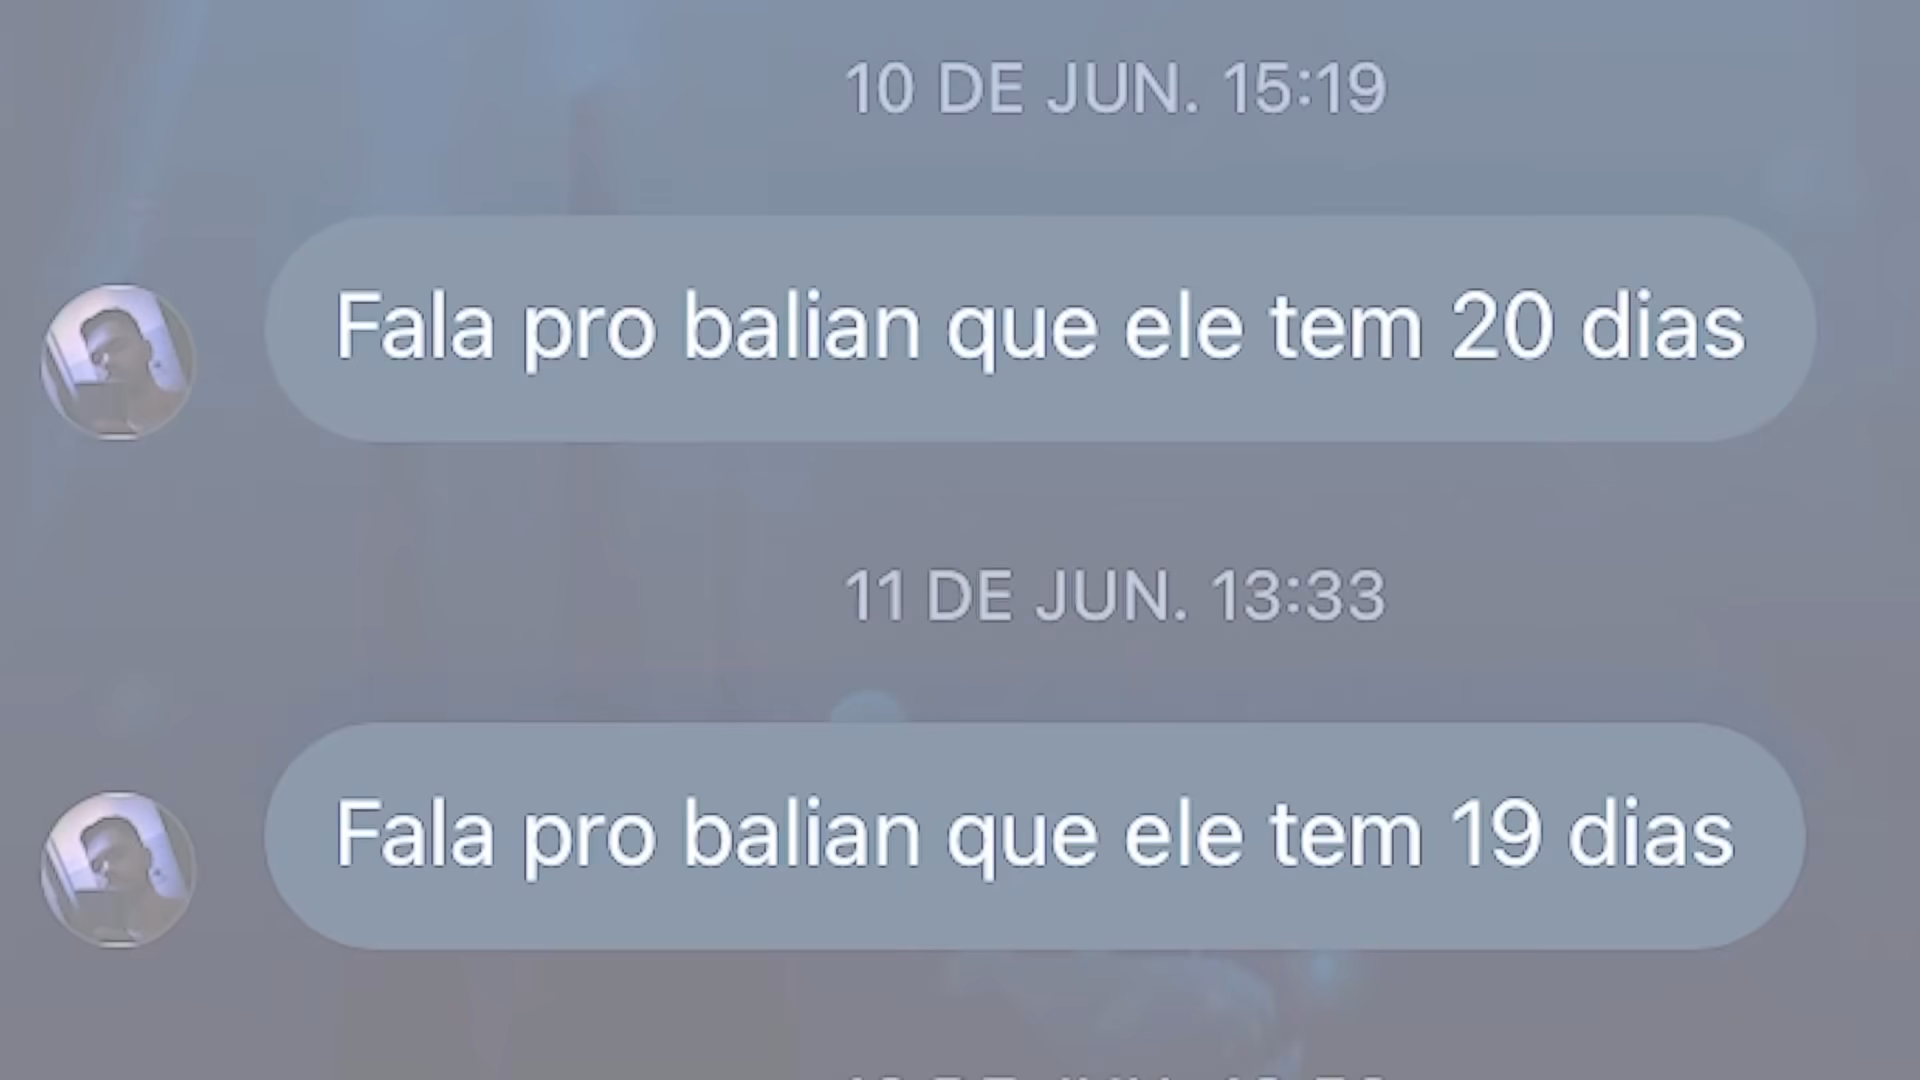 10 DE JUN. 15:19
Fala pro balian que ele tem 20 dias
11 DE JUN. 13:33
Fala pro balian que ele tem 19 dias